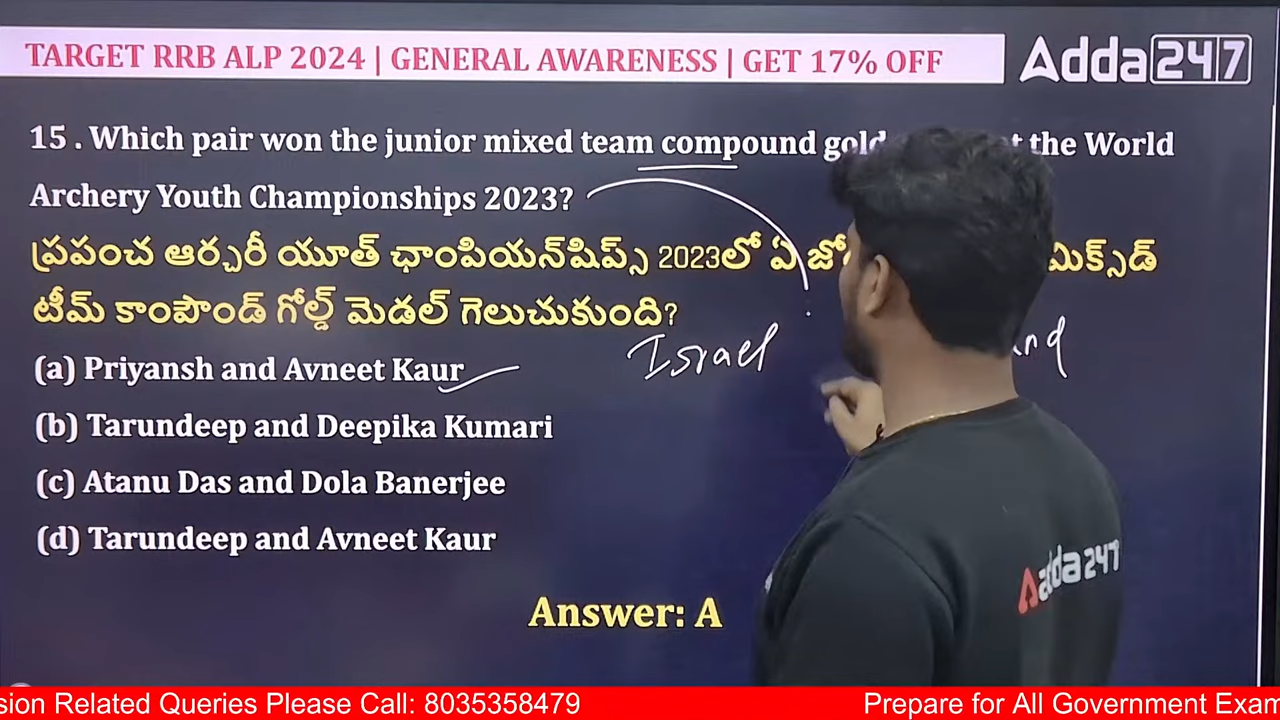 TARGET RRB ALP 2024 | GENERAL AWARENESS | GET 17% OFF
Adda247
15 . Which pair won the junior mixed team compound gold the World
Archery Youth Championships 2023?
ప్రపంచ ఆర్చరీ యూత్ ఛాంపియన్‌షిప్స్ 2023లో ఏ మిక్స్‌డ్
టీమ్ కాంపౌండ్ గోల్డ్ మెడల్ గెలుచుకుంది?
Israel
(a) Priyansh and Avneet Kaur
(b) Tarundeep and Deepika Kumari
(c) Atanu Das and Dola Banerjee
(d) Tarundeep and Avneet Kaur
Adda247
Answer: A
Related Queries Please Call: 8035358479 Prepare for All Government